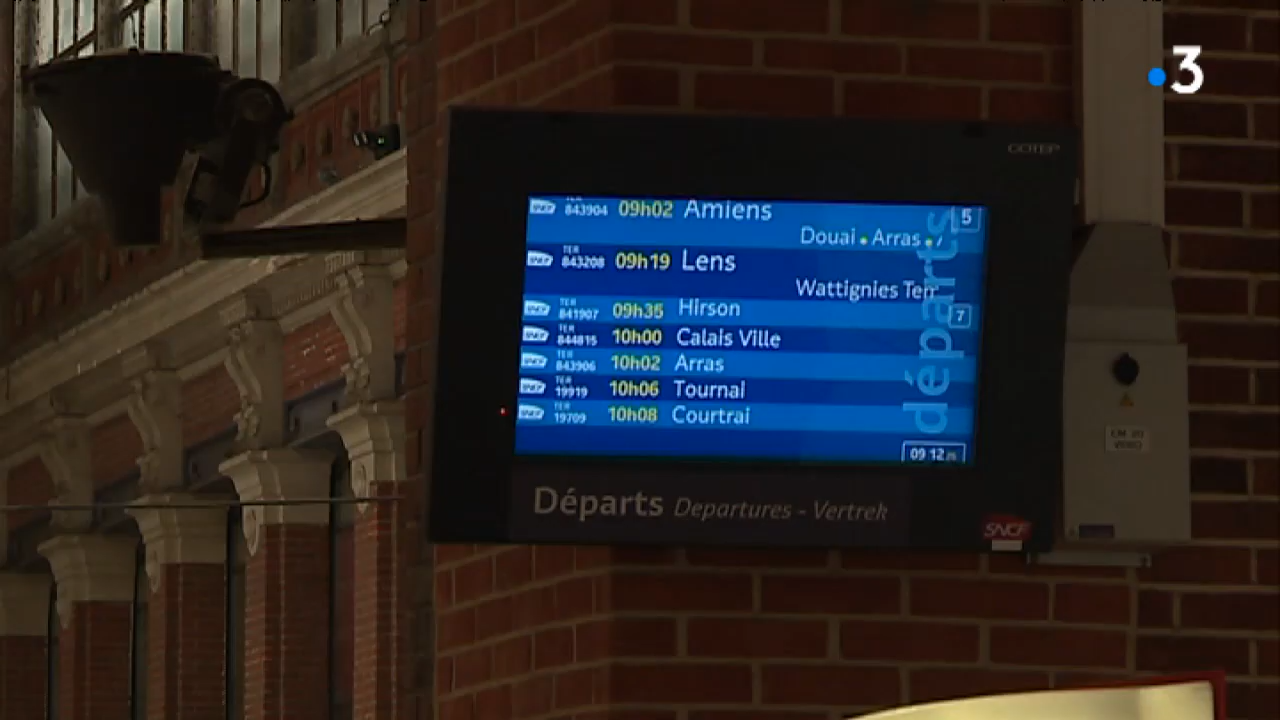 3
GOTEP
TER
843904 09h02 Amiens 5
Douai • Arras •
TER
843208 09h19 Lens
Wattignies
TER
841907 09h35 Hirson 7
TER
844815 10h00 Calais Ville
TER
843906 10h02 Arras
TER
19919 10h06 Tournai
TER
19709 10h08 Courtrai
départs
09 12
Départs Departures - Vertrek
SNCF